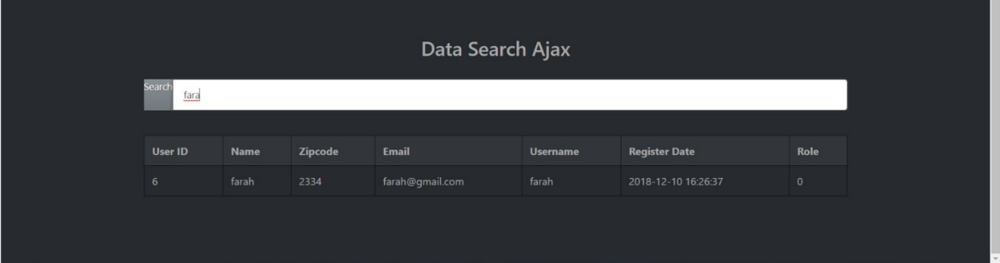 Data Search Ajax
Search fara
User ID Name Zipcode Email Username Register Date Role
6 farah 2334 farah@gmail.com farah 2018-12-10 16:26:37 0